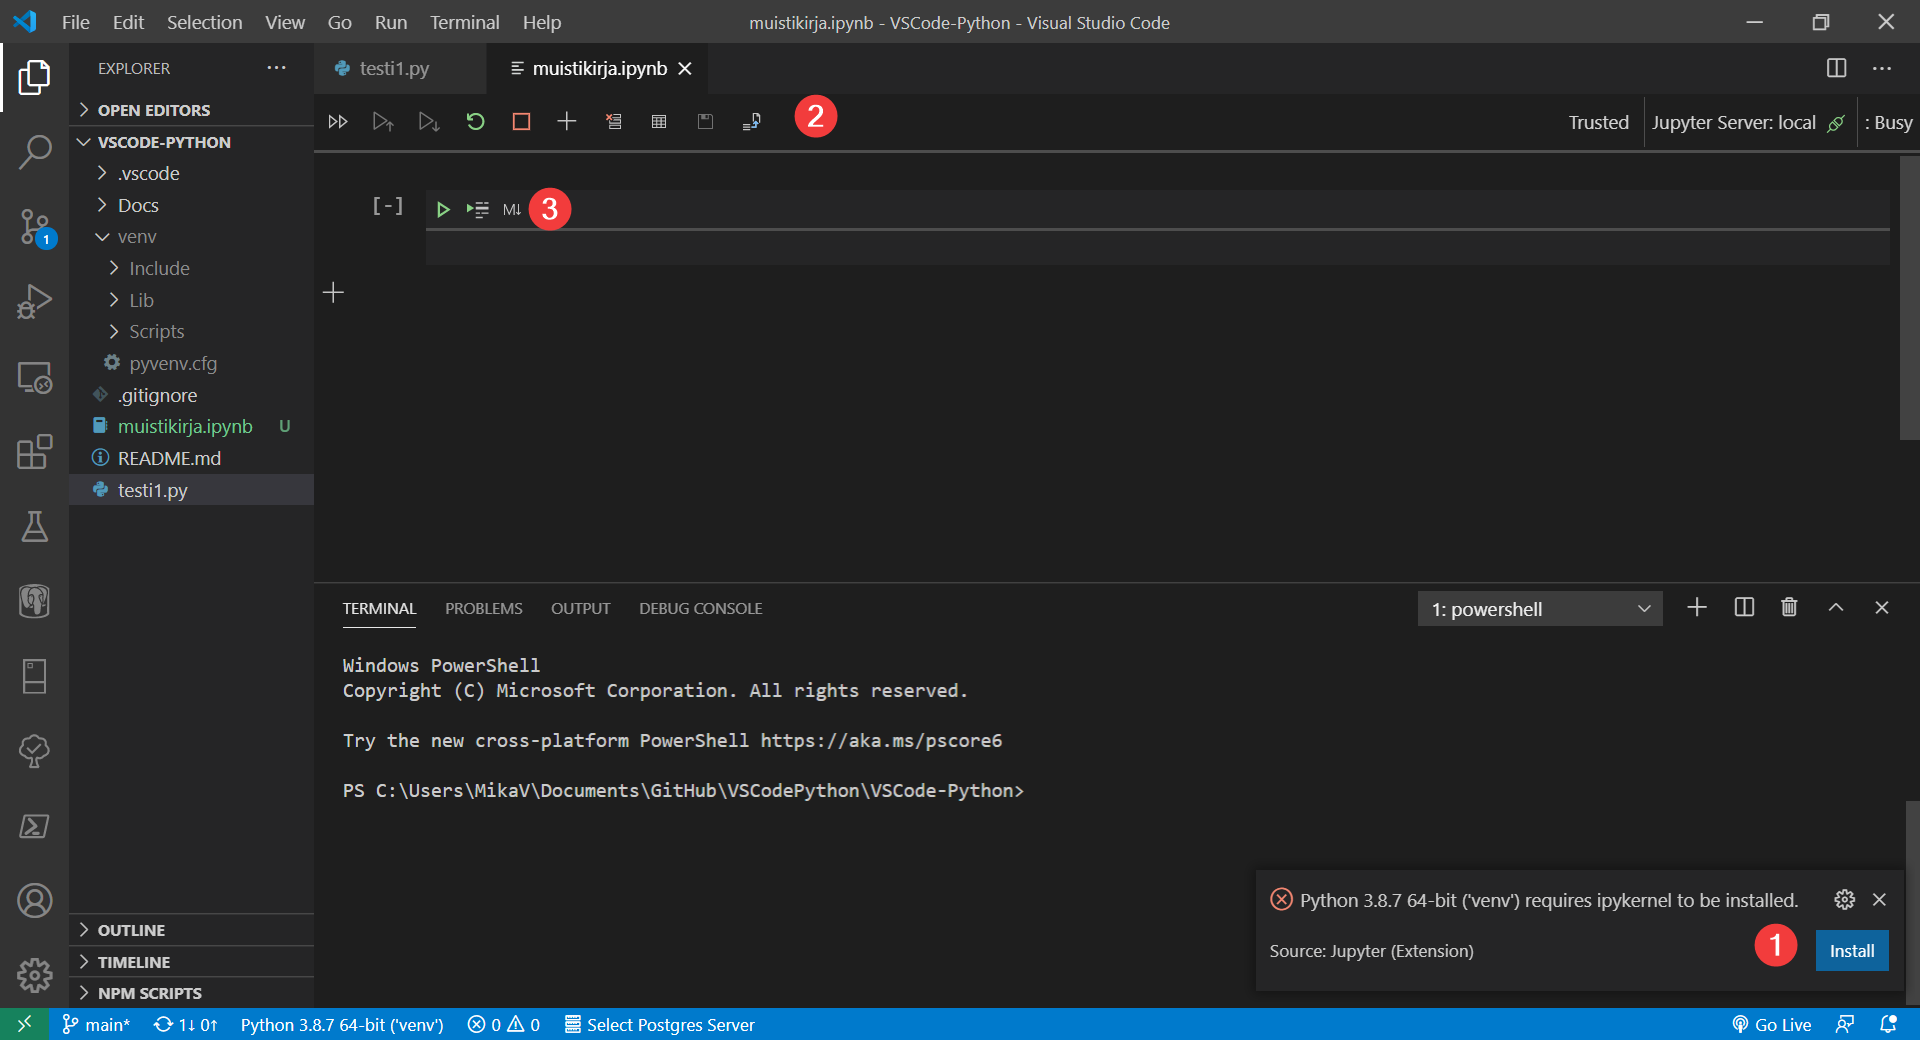 File Edit Selection View Go Run Terminal Help
muistikirja.ipynb - VSCode-Python - Visual Studio Code
EXPLORER
OPEN EDITORS
VSCODE-PYTHON
.vscode
Docs
venv
Include
Lib
Scripts
pyvenv.cfg
.gitignore
muistikirja.ipynb U
README.md
testi1.py
OUTLINE
TIMELINE
NPM SCRIPTS
1
testi1.py muistikirja.ipynb
2
Trusted Jupyter Server: local : Busy
[-] M↓ 3
TERMINAL PROBLEMS OUTPUT DEBUG CONSOLE 1: powershell
Windows PowerShell
Copyright (C) Microsoft Corporation. All rights reserved.
Try the new cross-platform PowerShell https://aka.ms/pscore6
PS C:\Users\MikaV\Documents\GitHub\VSCodePython\VSCode-Python>
Python 3.8.7 64-bit ('venv') requires ipykernel to be installed.
Source: Jupyter (Extension) 1 Install
main* 1↓ 0↑ Python 3.8.7 64-bit ('venv') 0 0 Select Postgres Server Go Live